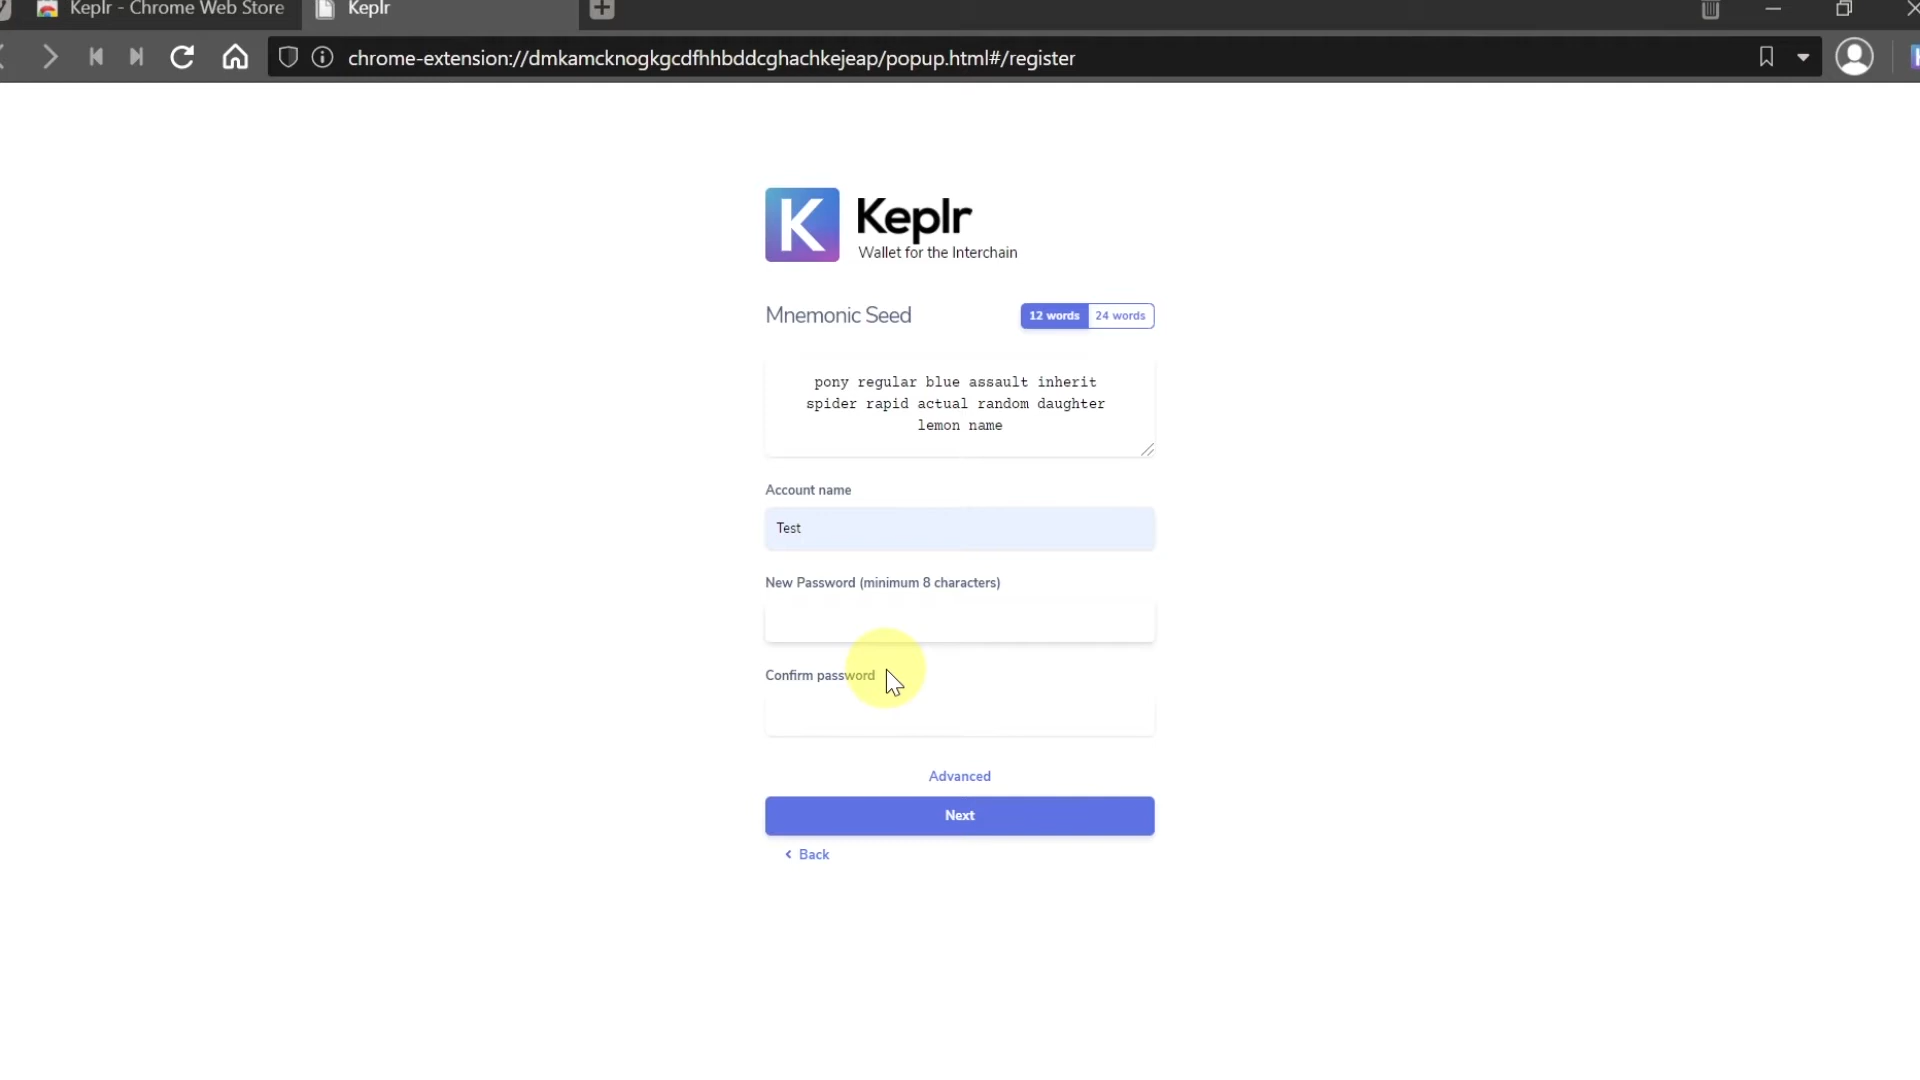 Keplr - Chrome Web Store
Keplr
chrome-extension://dmkamcknogkgcdfhhbddcghachkejeap/popup.html#/register
K Keplr
Wallet for the Interchain
Mnemonic Seed
12 words 24 words
pony regular blue assault inherit
spider rapid actual random daughter
lemon name
Account name
Test
New Password (minimum 8 characters)
Confirm password
Advanced
Next
Back